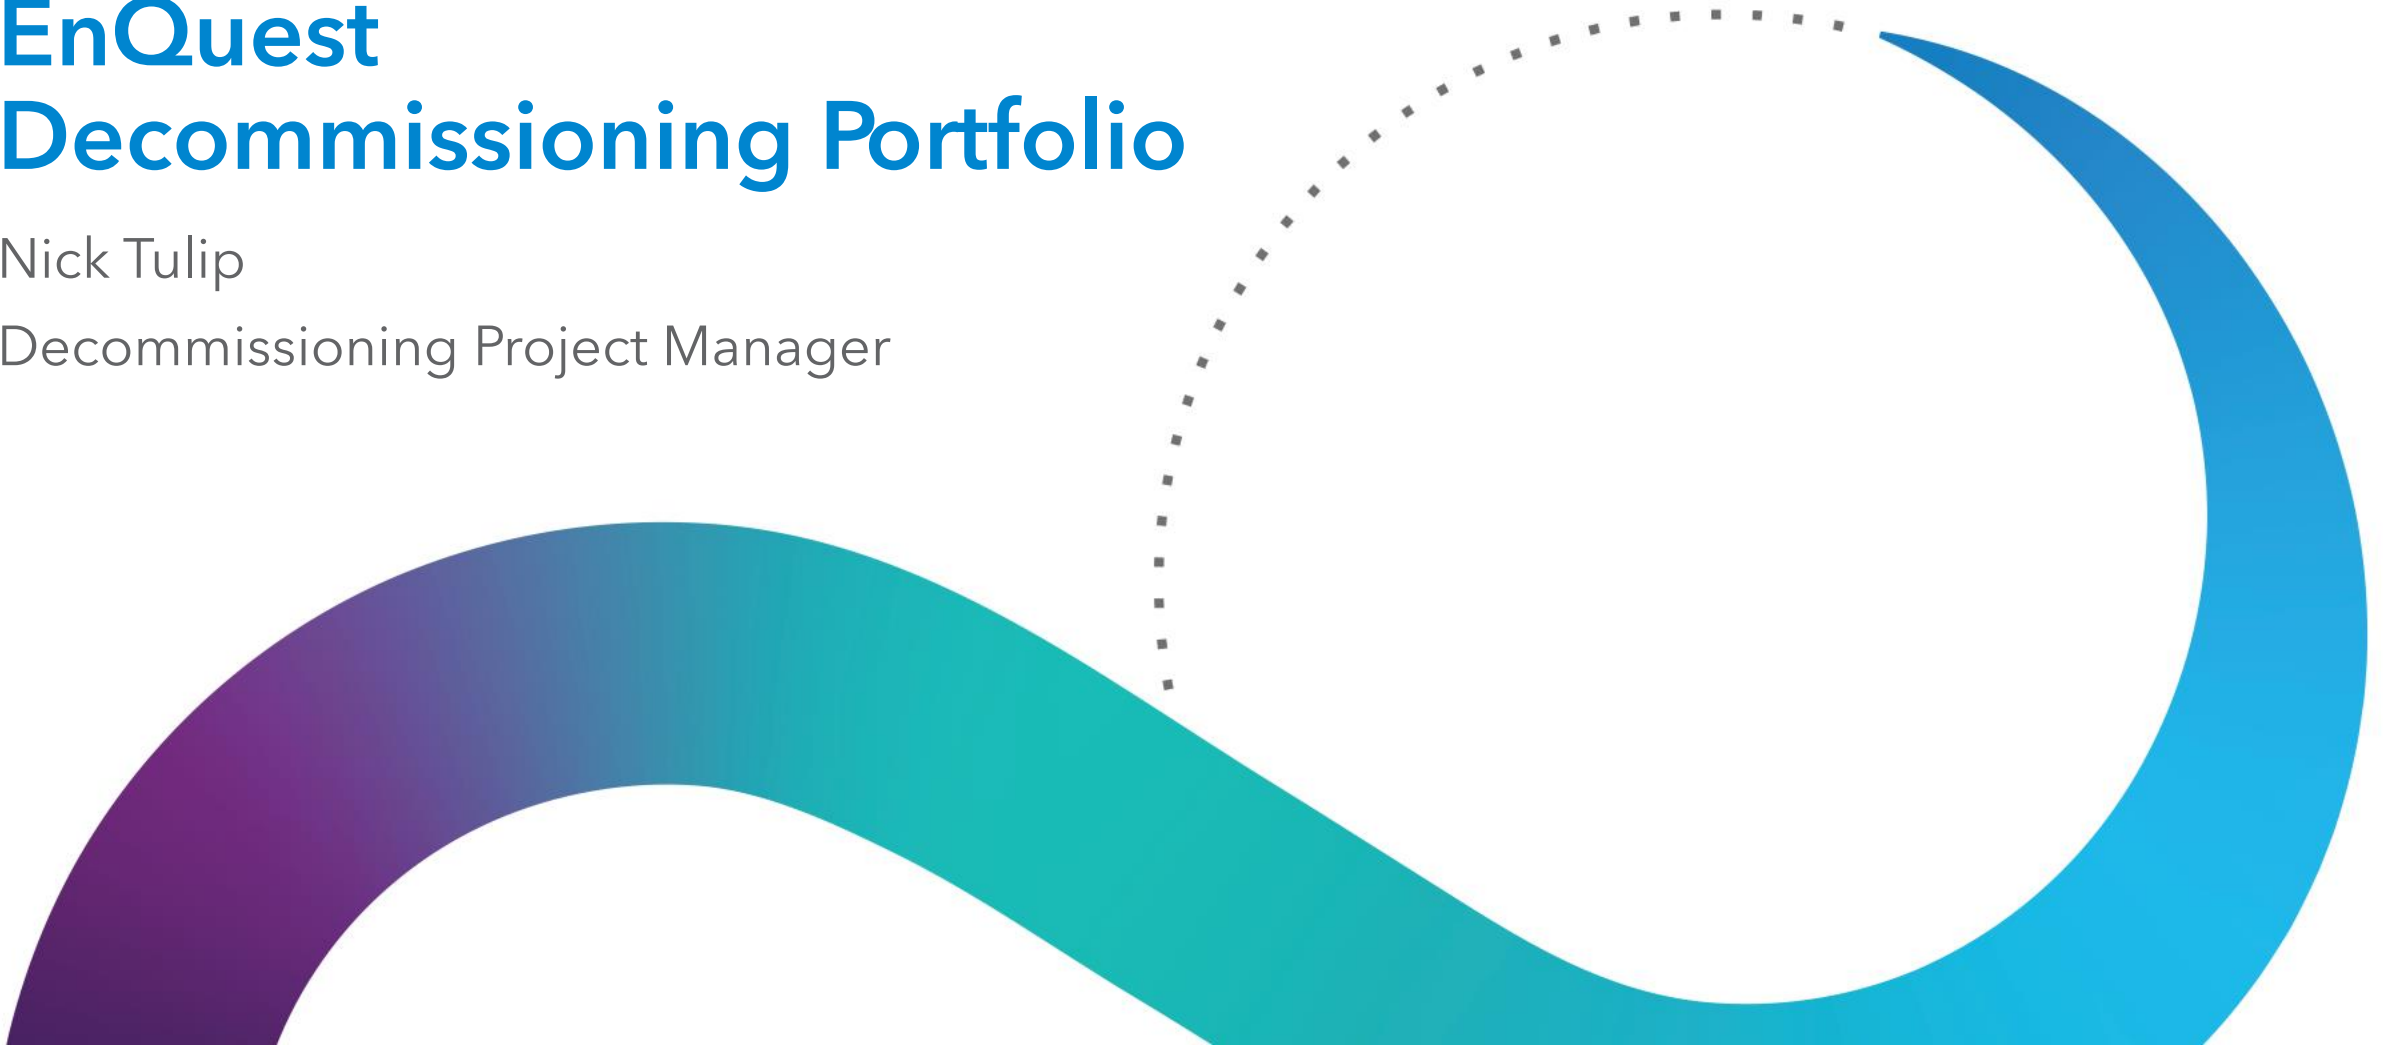 EnQuest
Decommissioning Portfolio
Nick Tulip
Decommissioning Project Manager